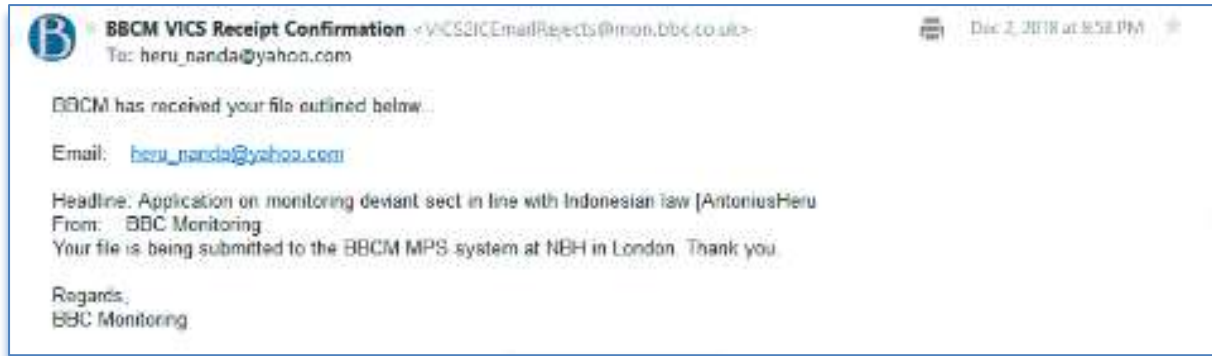 B
BBCM VICS Receipt Confirmation <VICS2ICEmailRejects@mon.bbc.co.uk> Dec 2, 2018 at 8:58 PM
To: heru_nanda@yahoo.com
BBCM has received your file outlined below...
Email: heru_nanda@yahoo.com
Headline: Application on monitoring deviant sect in line with Indonesian law [AntoniusHeru
From: BBC Monitoring
Your file is being submitted to the BBCM MPS system at NBH in London. Thank you.
Regards,
BBC Monitoring